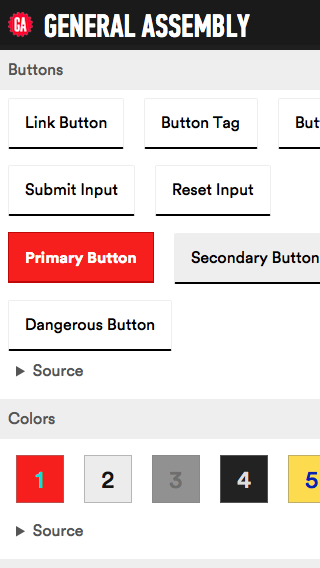 GA GENERAL ASSEMBLY
Buttons
Link Button Button Tag But
Submit Input Reset Input
Primary Button Secondary Button
Dangerous Button
Source
Colors
1 2 3 4 5
Source